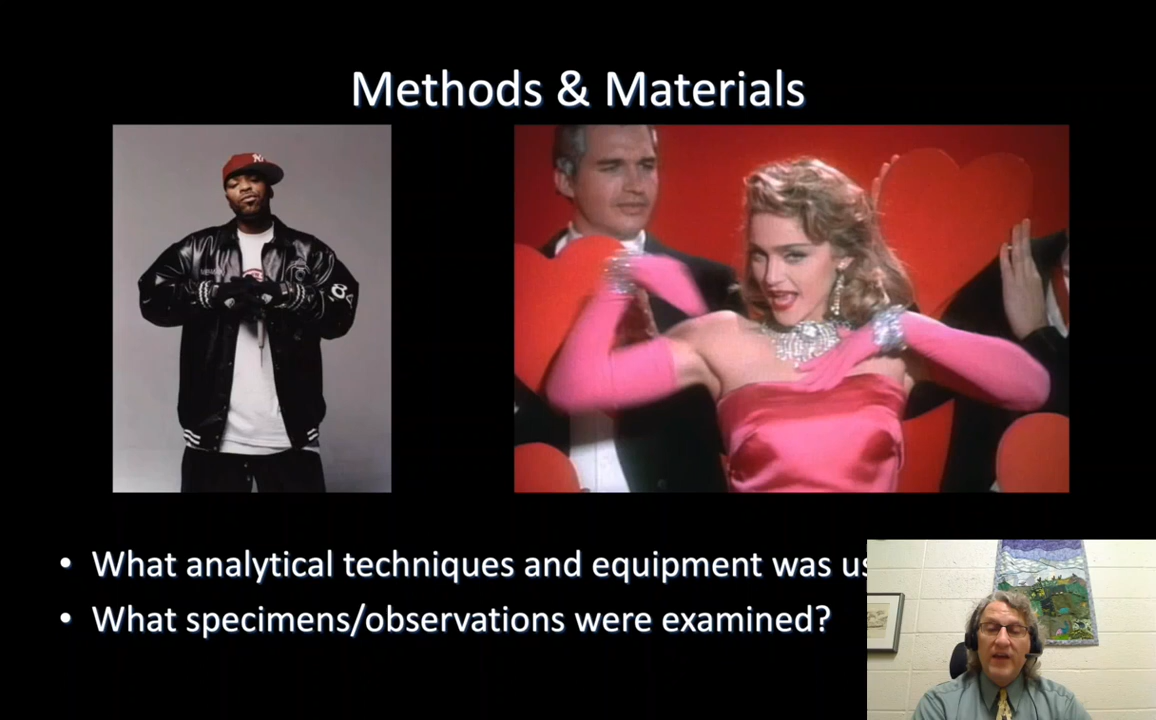 Methods & Materials
• What analytical techniques and equipment was us
• What specimens/observations were examined?